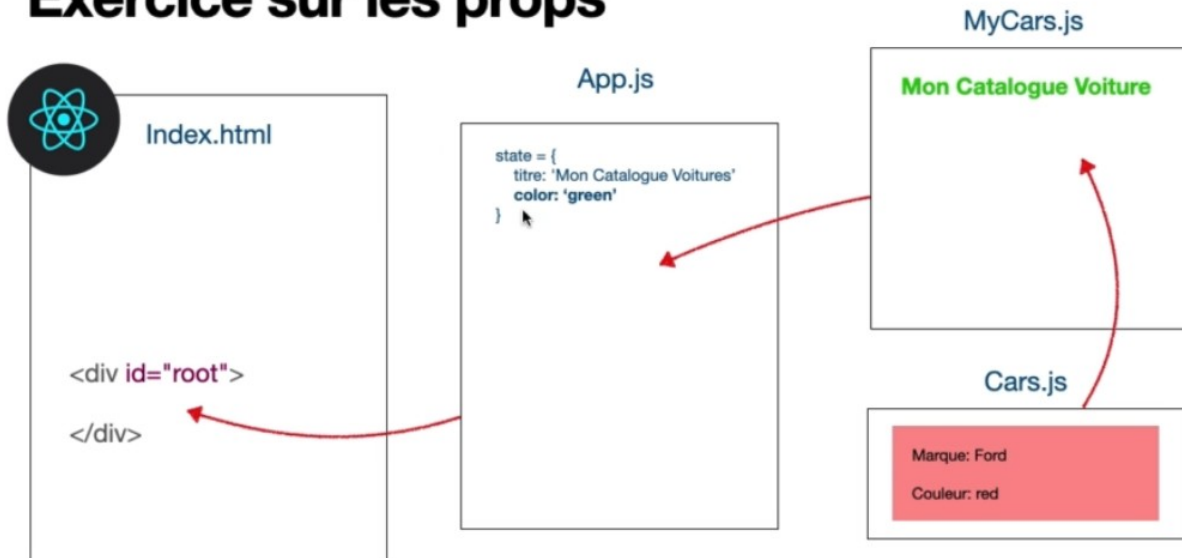 Exercice sur les props
Index.html
<div id="root">
</div>
App.js
state = {
titre: 'Mon Catalogue Voitures'
color: 'green'
}
MyCars.js
Mon Catalogue Voiture
Cars.js
Marque: Ford
Couleur: red